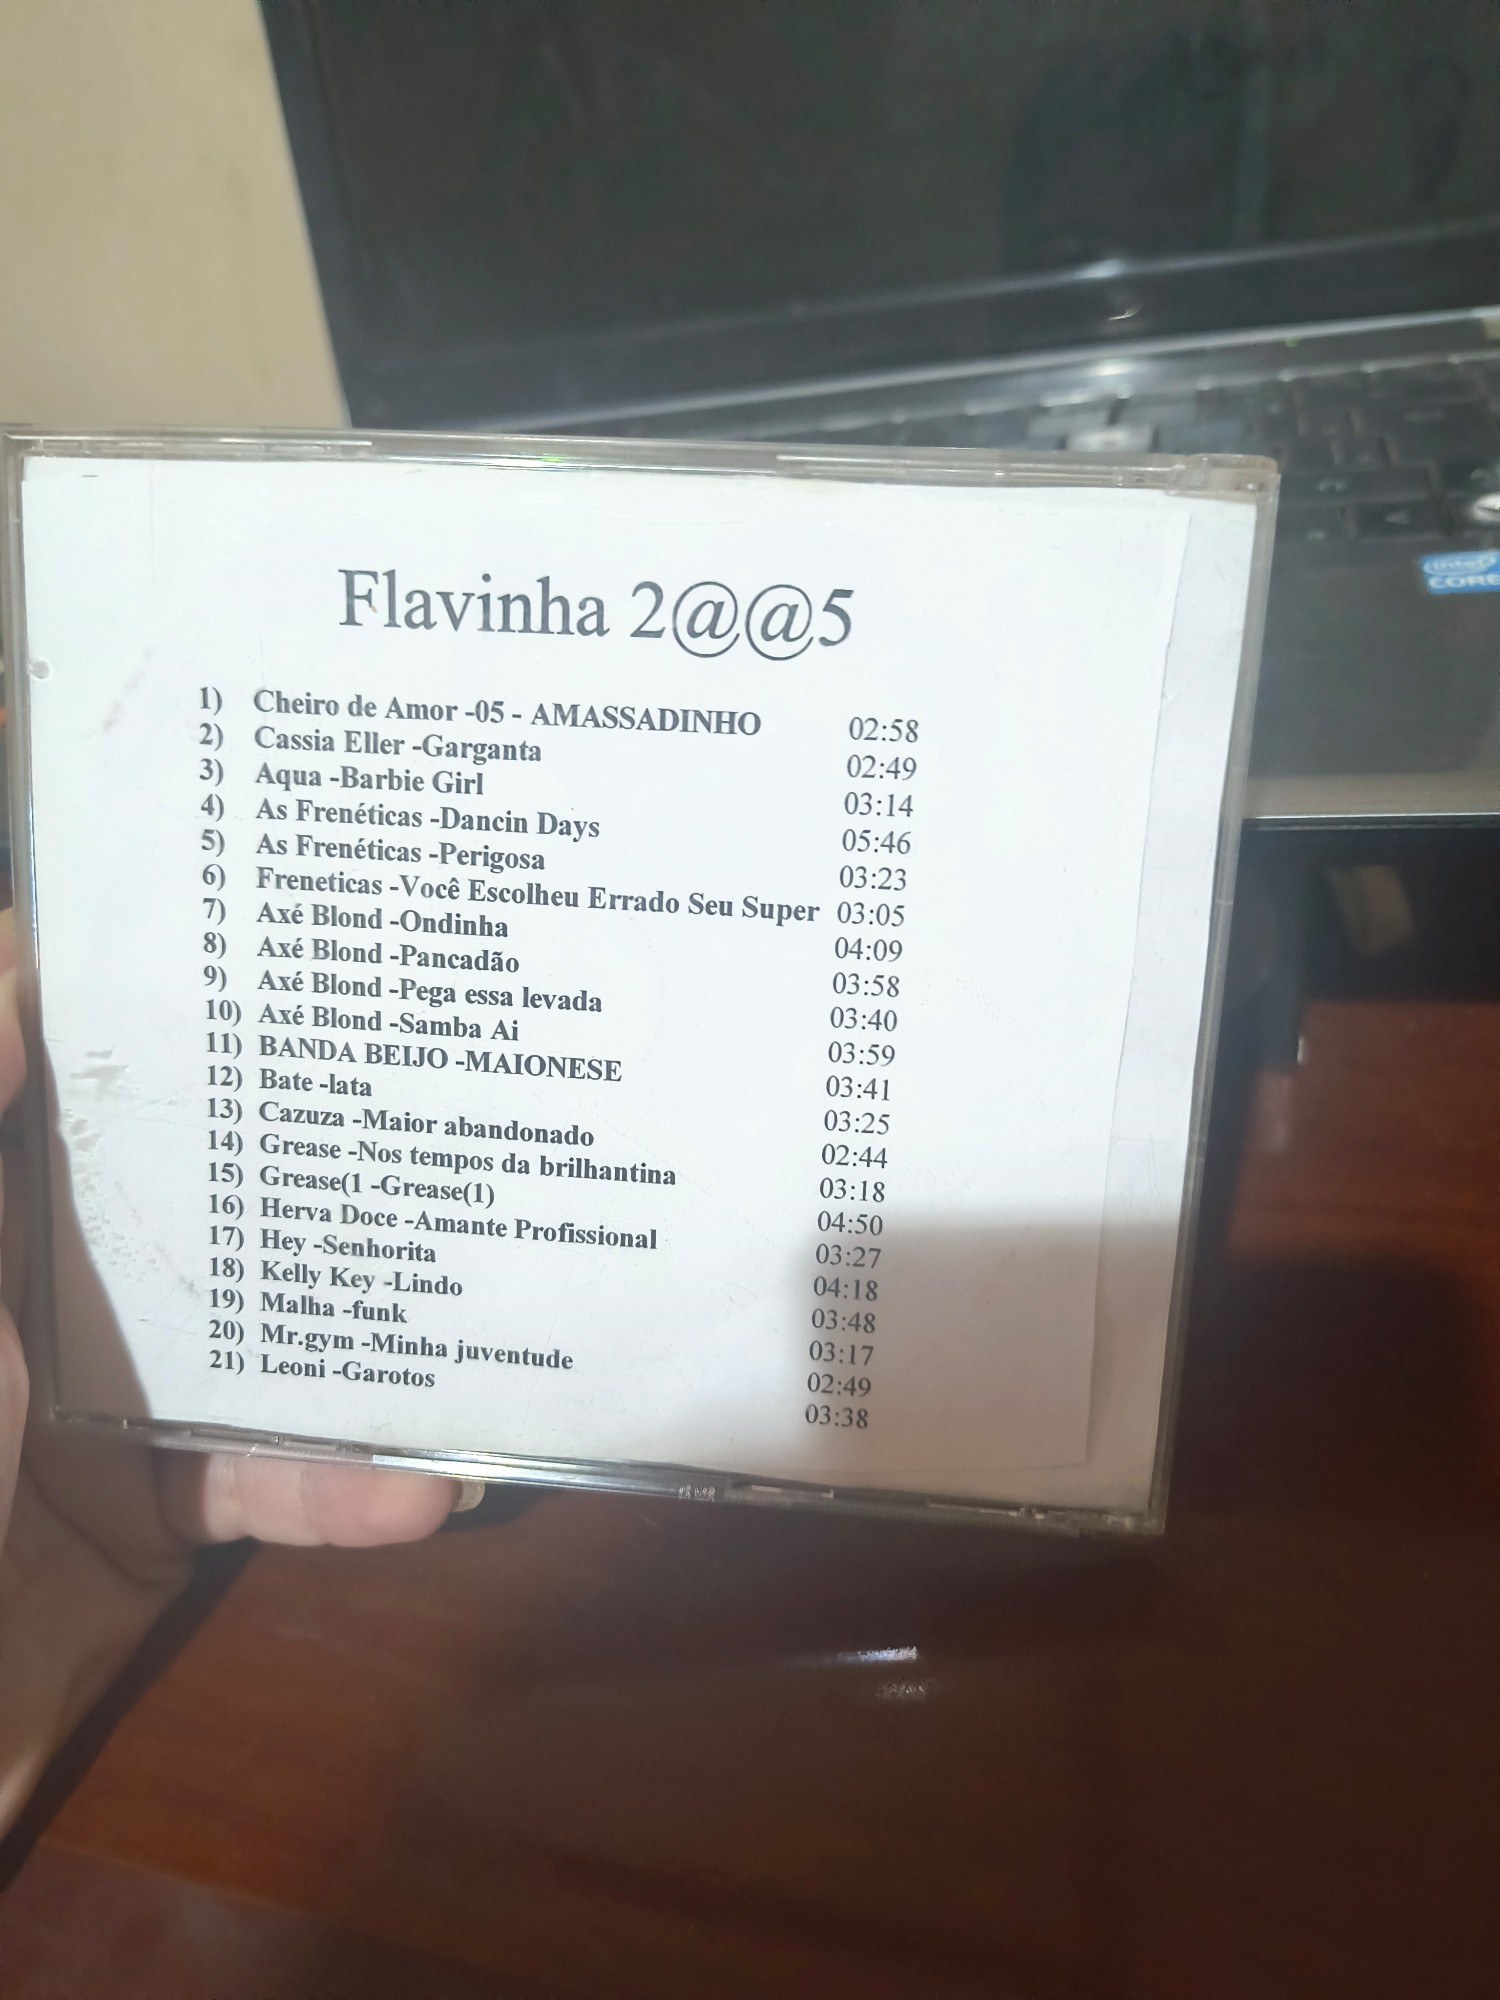 Flavinha 2@@5
1) Cheiro de Amor -05 - AMASSADINHO 02:58
2) Cassia Eller -Garganta 02:49
3) Aqua -Barbie Girl 03:14
4) As Frenéticas -Dancin Days 05:46
5) As Frenéticas -Perigosa 03:23
6) Freneticas -Você Escolheu Errado Seu Super 03:05
7) Axé Blond -Ondinha 04:09
8) Axé Blond -Pancadão 03:58
9) Axé Blond -Pega essa levada 03:40
10) Axé Blond -Samba Ai 03:59
11) BANDA BEIJO -MAIONESE 03:41
12) Bate -lata 03:25
13) Cazuza -Maior abandonado 02:44
14) Grease -Nos tempos da brilhantina 03:18
15) Grease(1 -Grease(1) 04:50
16) Herva Doce -Amante Profissional 03:27
17) Hey -Senhorita 04:18
18) Kelly Key -Lindo 03:48
19) Malha -funk 03:17
20) Mr.gym -Minha juventude 02:49
21) Leoni -Garotos 03:38
intel
CORE